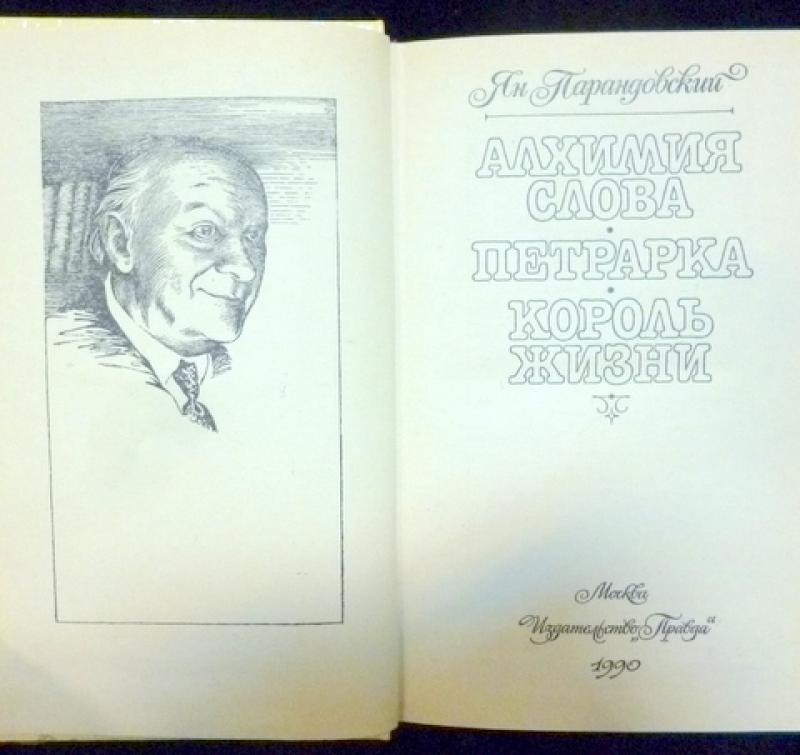 Ян Парандовский
АЛХИМИЯ
СЛОВА
•
ПЕТРАРКА
•
КОРОЛЬ
ЖИЗНИ
Москва
Издательство „Правда“
1990